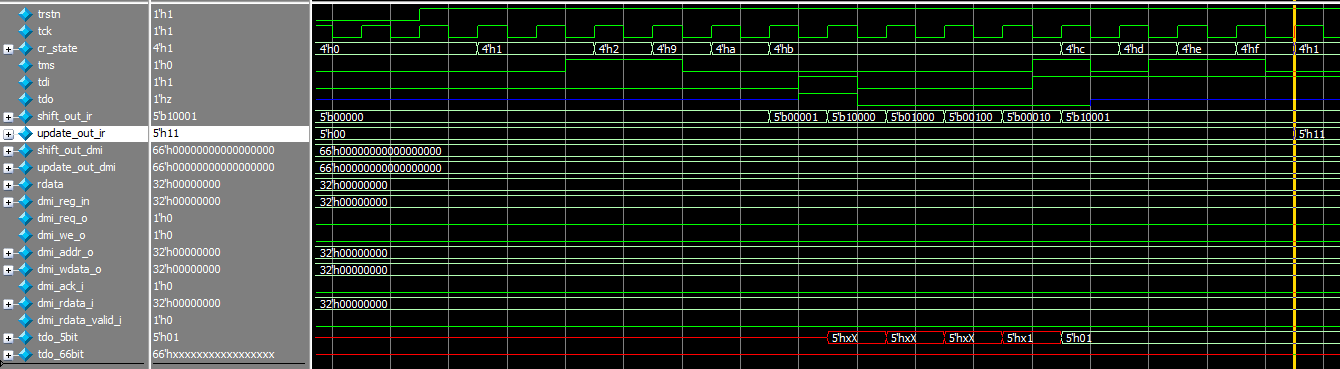 trstn 1'h1
tck 1'h1
cr_state 4'h1 4'h0 4'h1 4'h2 4'h9 4'ha 4'hb 4'hc 4'hd 4'he 4'hf 4'h1
tms 1'h0
tdi 1'h1
tdo 1'hz
shift_out_ir 5'b10001 5'b00000 5'b00001 5'b10000 5'b01000 5'b00100 5'b00010 5'b10001
update_out_ir 5'h11 5'h00 5'h11
shift_out_dmi 66'h00000000000000000 66'h00000000000000000
update_out_dmi 66'h00000000000000000 66'h00000000000000000
rdata 32'h00000000 32'h00000000
dmi_reg_in 32'h00000000 32'h00000000
dmi_req_o 1'h0
dmi_we_o 1'h0
dmi_addr_o 32'h00000000 32'h00000000
dmi_wdata_o 32'h00000000 32'h00000000
dmi_ack_i 1'h0
dmi_rdata_i 32'h00000000 32'h00000000
dmi_rdata_valid_i 1'h0
tdo_5bit 5'h01 5'hxX 5'hxX 5'hxX 5'hx1 5'h01
tdo_66bit 66'hxxxxxxxxxxxxxxxxx